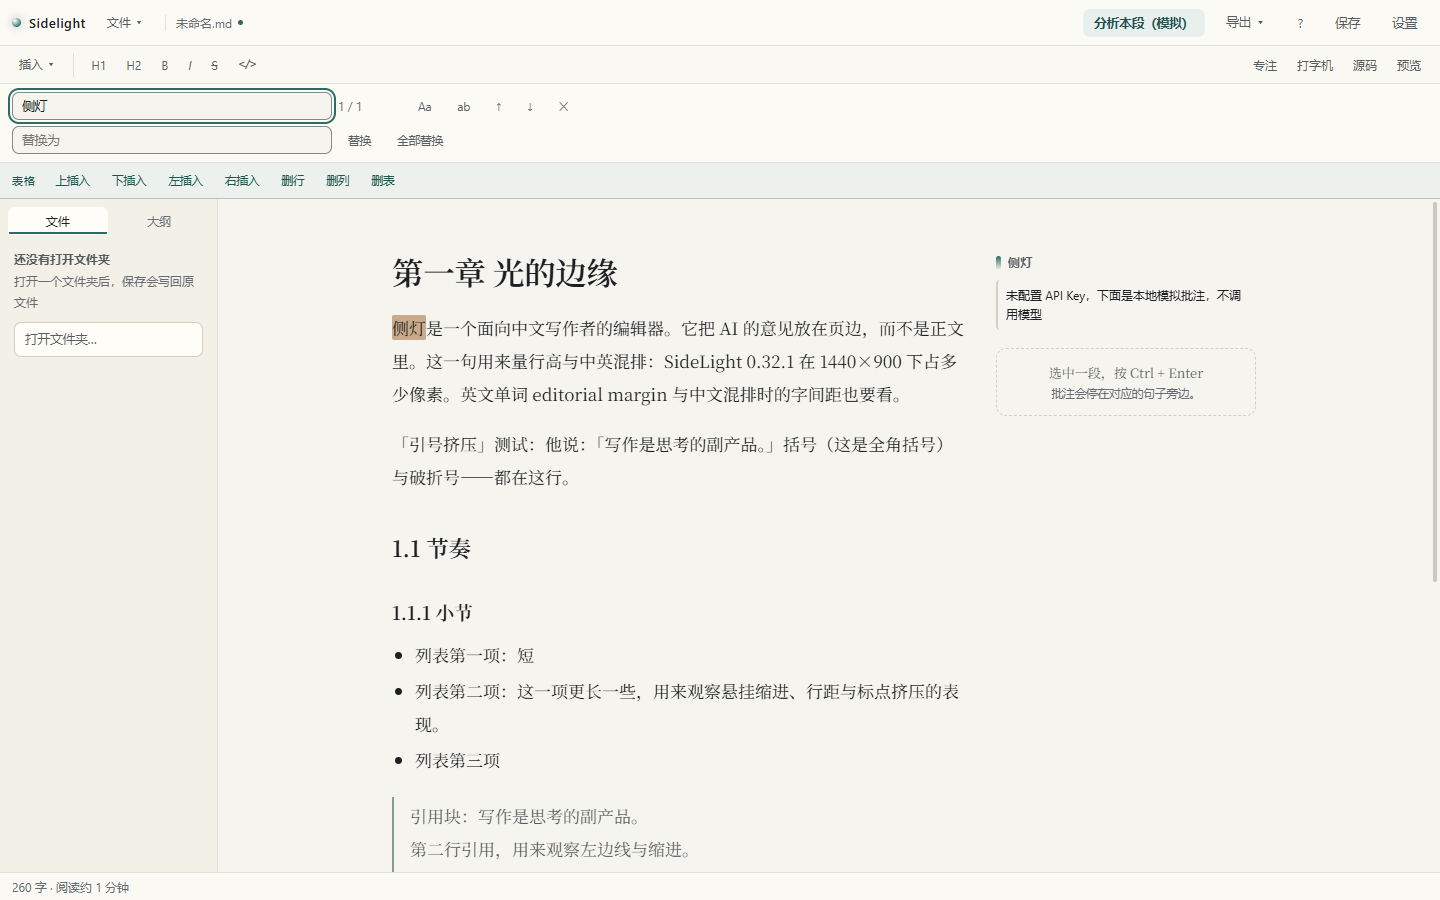 Sidelight 文件 ▾ 未命名.md ● 分析本段（模拟） 导出 ▾ ? 保存 设置
插入 ▾ H1 H2 B I S </> 专注 打字机 源码 预览
侧灯 1 / 1 Aa ab ↑ ↓ ×
替换为 替换 全部替换
表格 上插入 下插入 左插入 右插入 删行 删列 删表
文件 大纲
还没有打开文件夹
打开一个文件夹后，保存会写回原
文件
打开文件夹...
第一章 光的边缘
侧灯是一个面向中文写作者的编辑器。它把 AI 的意见放在页边，而不是正文
里。这一句用来量行高与中英混排：SideLight 0.32.1 在 1440×900 下占多
少像素。英文单词 editorial margin 与中文混排时的字间距也要看。
「引号挤压」测试：他说：「写作是思考的副产品。」括号（这是全角括号）
与破折号——都在这行。
1.1 节奏
1.1.1 小节
● 列表第一项：短
● 列表第二项：这一项更长一些，用来观察悬挂缩进、行距与标点挤压的表
现。
● 列表第三项
引用块：写作是思考的副产品。
第二行引用，用来观察左边线与缩进。
侧灯
未配置 API Key，下面是本地模拟批注，不调
用模型
选中一段，按 Ctrl + Enter
批注会停在对应的句子旁边。
260 字 · 阅读约 1 分钟